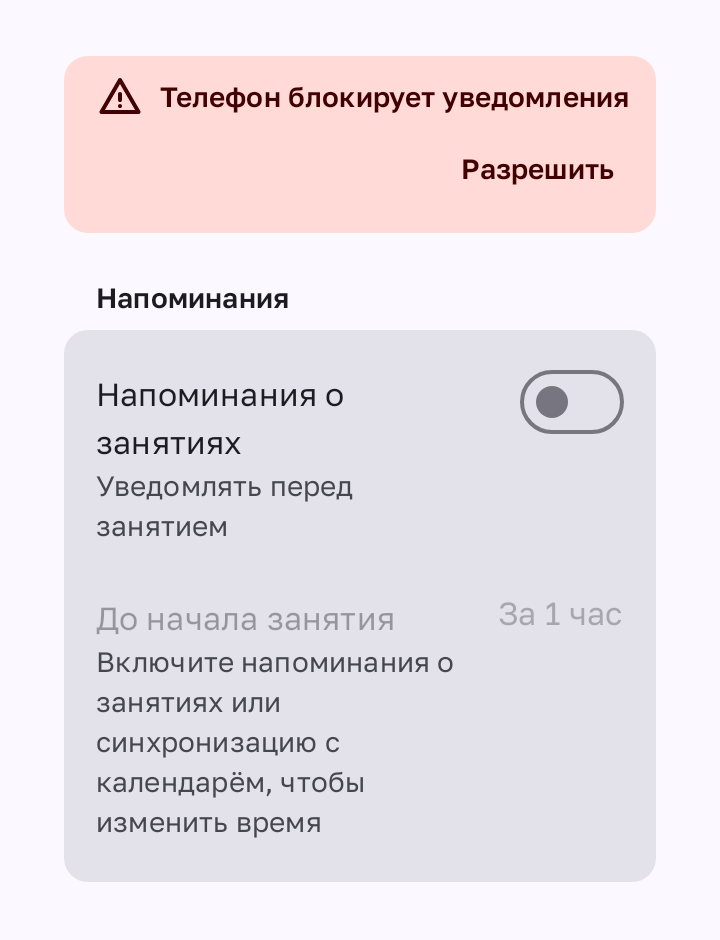 Телефон блокирует уведомления
Разрешить
Напоминания
Напоминания о
занятиях
Уведомлять перед
занятием
До начала занятия
За 1 час
Включите напоминания о
занятиях или
синхронизацию с
календарём, чтобы
изменить время